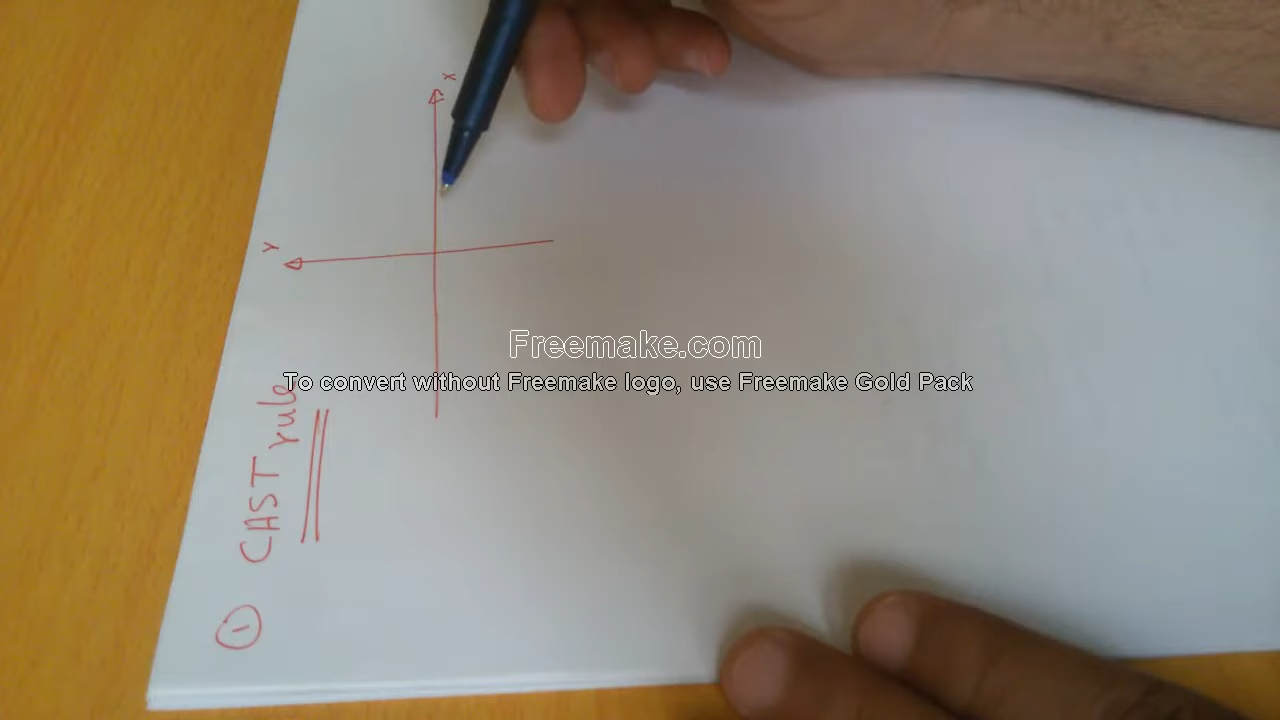 ① CAST rule
Y
X
Freemake.com
To convert without Freemake logo, use Freemake Gold Pack